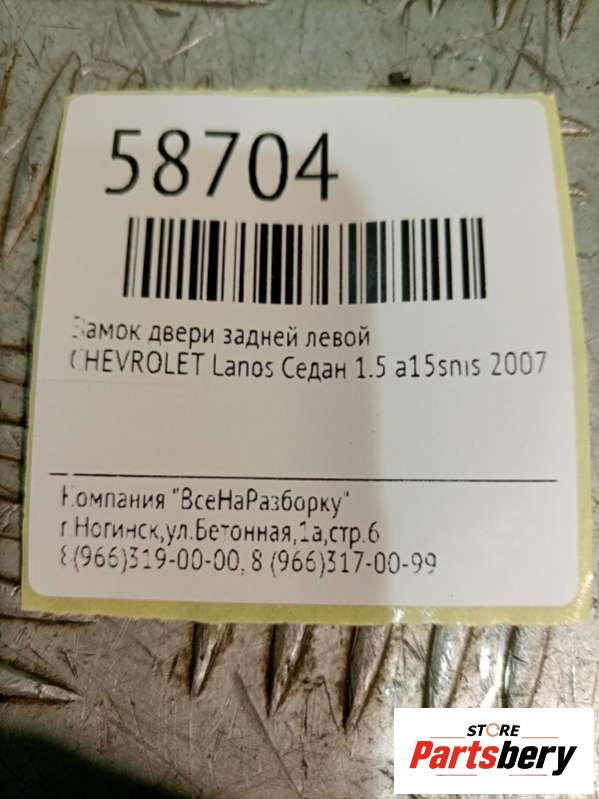 58704
Замок двери задней левой
CHEVROLET Lanos Седан 1.5 a15snis 2007
Компания "ВсеНаРазборку"
г.Ногинск,ул.Бетонная,1а,стр.6
8(966)319-00-00, 8 (966)317-00-99
STORE
Partsbery